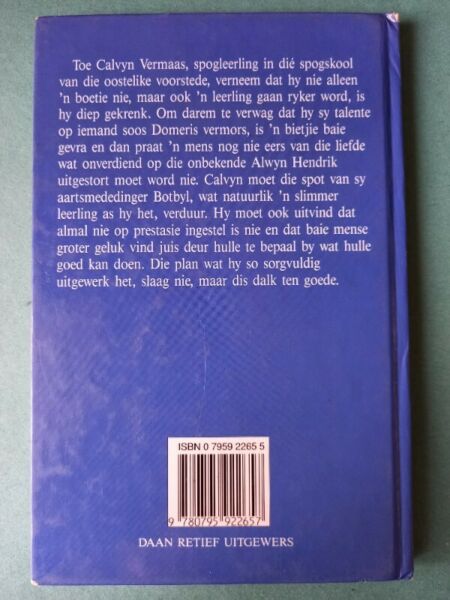 Toe Calvyn Vermaas, spogleerling in dié spogskool
van die oostelike voorstede, verneem dat hy nie alleen
'n boetie nie, maar ook 'n leerling gaan ryker word, is
hy diep gekrenk. Om darem te verwag dat hy sy talente
op iemand soos Domeris vermors, is 'n bietjie baie
gevra en dan praat 'n mens nog nie eers van die liefde
wat onverdiend op die onbekende Alwyn Hendrik
uitgestort moet word nie. Calvyn moet die spot van sy
aartsmededinger Botbyl, wat natuurlik 'n slimmer
leerling as hy het, verduur. Hy moet ook uitvind dat
almal nie op prestasie ingestel is nie en dat baie mense
groter geluk vind juis deur hulle te bepaal by wat hulle
goed kan doen. Die plan wat hy so sorgvuldig
uitgewerk het, slaag nie, maar dis dalk ten goede.
ISBN 0 7959 2265 5
9 780795 922657
DAAN RETIEF UITGEWERS